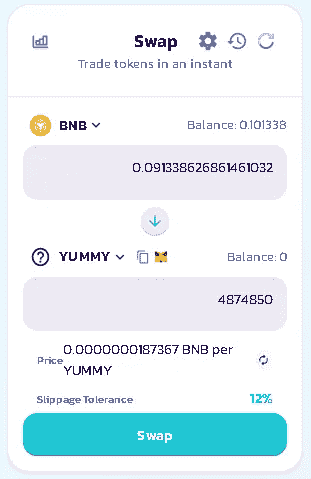 Swap
Trade tokens in an instant
BNB
Balance: 0.101338
0.091338626861461032
YUMMY
Balance: 0
4874850
Price
0.0000000187367 BNB per
YUMMY
Slippage Tolerance
12%
Swap